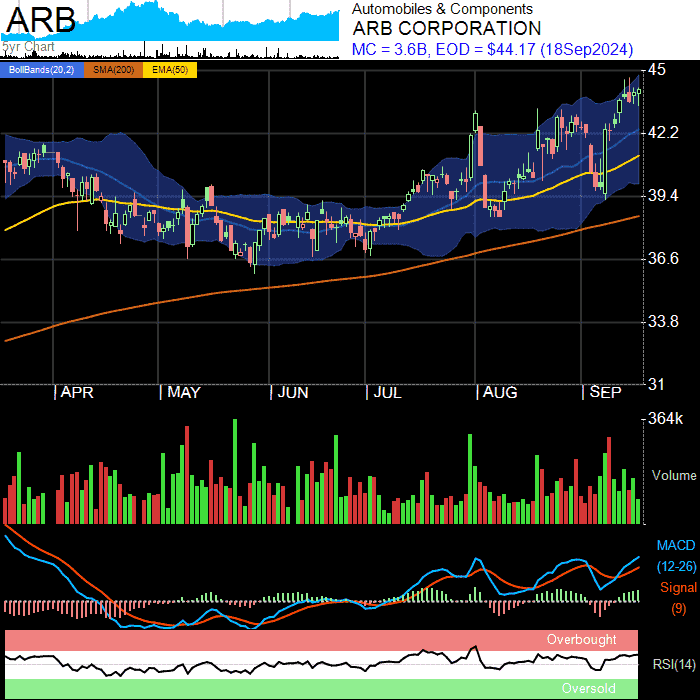 ARB
5yr Chart
Automobiles & Components
ARB CORPORATION
MC = 3.6B, EOD = $44.17 (18Sep2024)
BollBands(20,2) SMA(200) EMA(50)
45
42.2
39.4
36.6
33.8
31
APR MAY JUN JUL AUG SEP
364k
Volume
MACD
(12-26)
Signal
(9)
Overbought
RSI(14)
Oversold